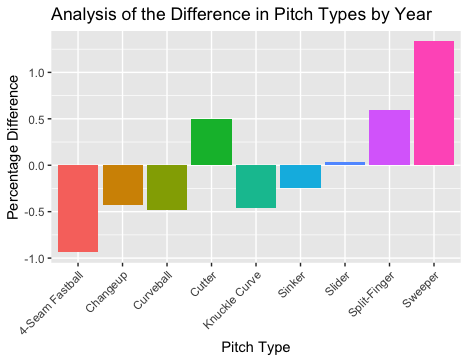 Analysis of the Difference in Pitch Types by Year
Percentage Difference
1.0
0.5
0.0
-0.5
-1.0
4-Seam Fastball
Changeup
Curveball
Cutter
Knuckle Curve
Sinker
Slider
Split-Finger
Sweeper
Pitch Type